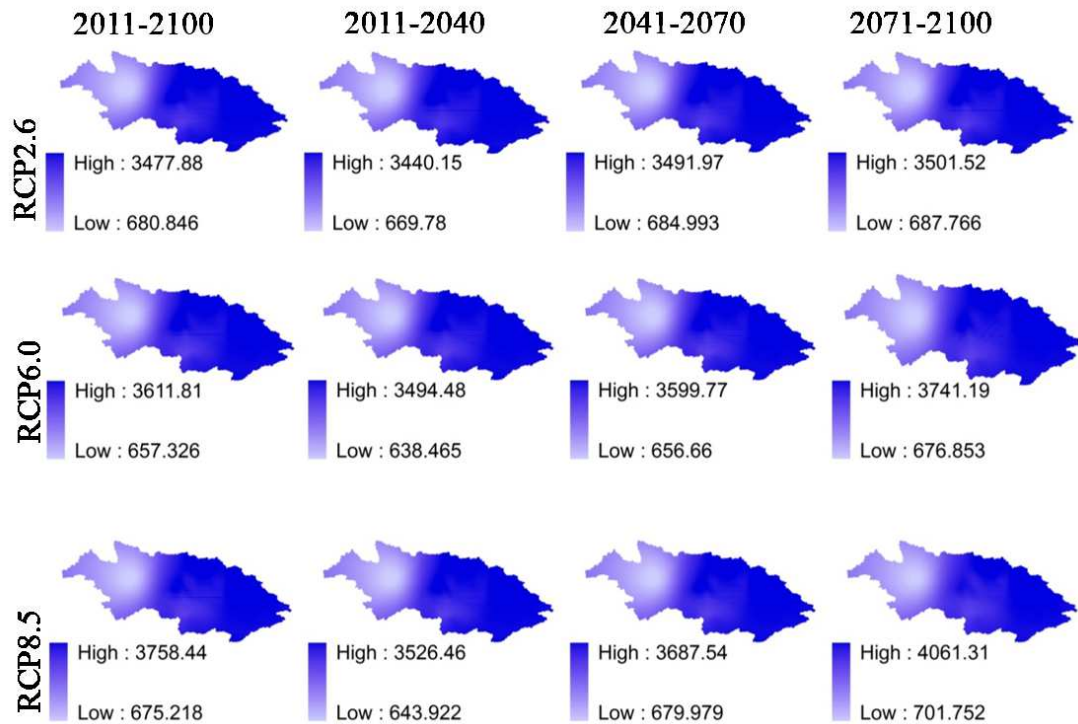 2011-2100 2011-2040 2041-2070 2071-2100
RCP2.6
High : 3477.88 High : 3440.15 High : 3491.97 High : 3501.52
Low : 680.846 Low : 669.78 Low : 684.993 Low : 687.766
RCP6.0
High : 3611.81 High : 3494.48 High : 3599.77 High : 3741.19
Low : 657.326 Low : 638.465 Low : 656.66 Low : 676.853
RCP8.5
High : 3758.44 High : 3526.46 High : 3687.54 High : 4061.31
Low : 675.218 Low : 643.922 Low : 679.979 Low : 701.752